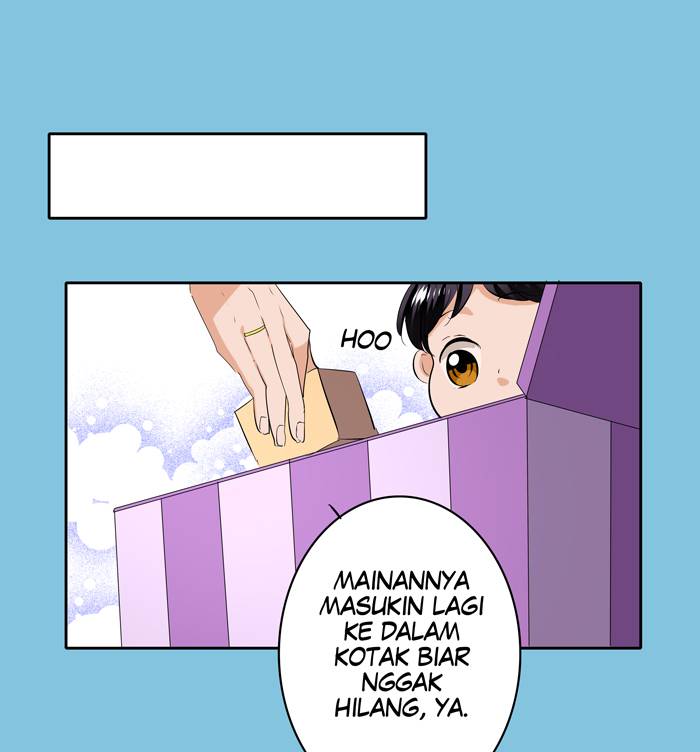 HOO
MAINANNYA
MASUKIN LAGI
KE DALAM
KOTAK BIAR
NGGAK
HILANG, YA.